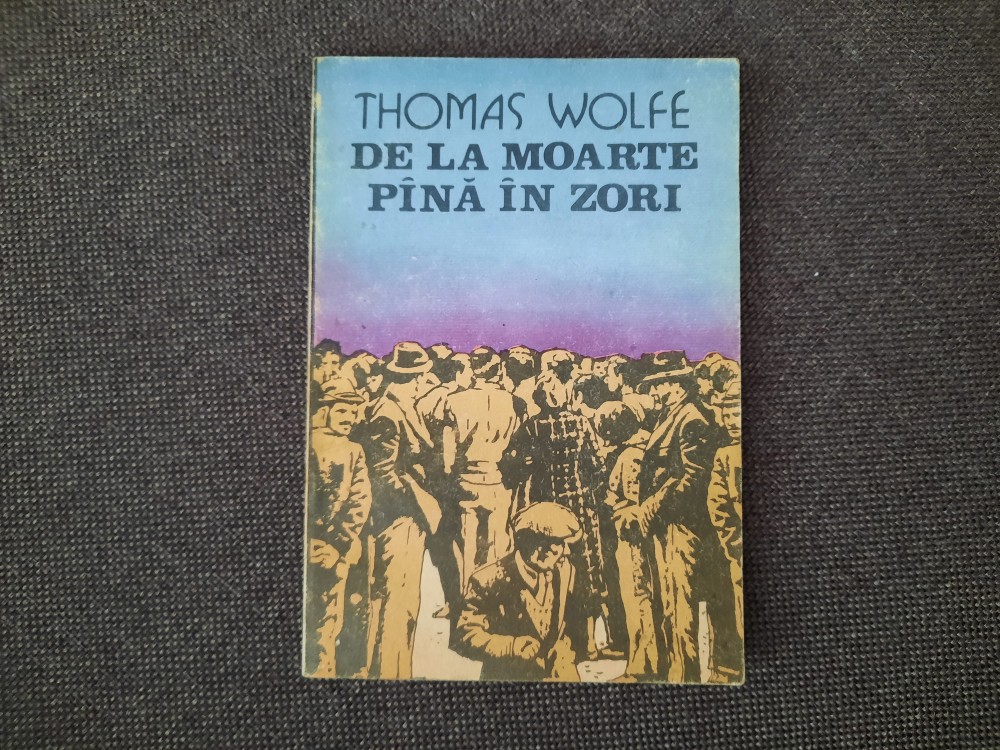 THOMAS WOLFE
DE LA MOARTE
PÎNĂ ÎN ZORI